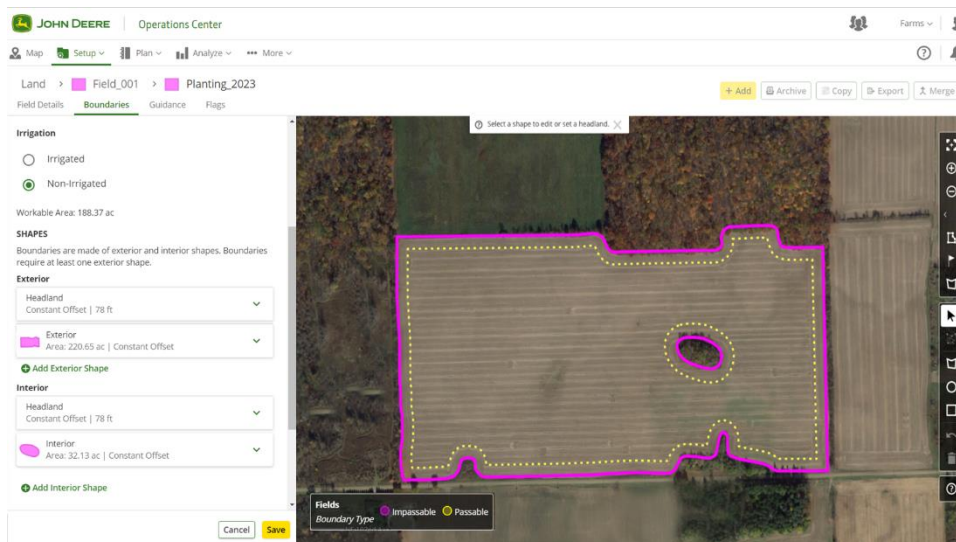 JOHN DEERE Operations Center Farms
Map Setup Plan Analyze More
Land > Field_001 > Planting_2023
+ Add Archive Copy Export Merge
Field Details Boundaries Guidance Flags
Select a shape to edit or set a headland.
Irrigation
Irrigated
Non-Irrigated
Workable Area: 188.37 ac
SHAPES
Boundaries are made of exterior and interior shapes, Boundaries
require at least one exterior shape.
Exterior
Headland
Constant Offset | 78 ft
Exterior
Area: 220.65 ac | Constant Offset
Add Exterior Shape
Interior
Headland
Constant Offset | 78 ft
Interior
Area: 32.13 ac | Constant Offset
Add Interior Shape
Cancel Save
Fields
Boundary Type Impassable Passable